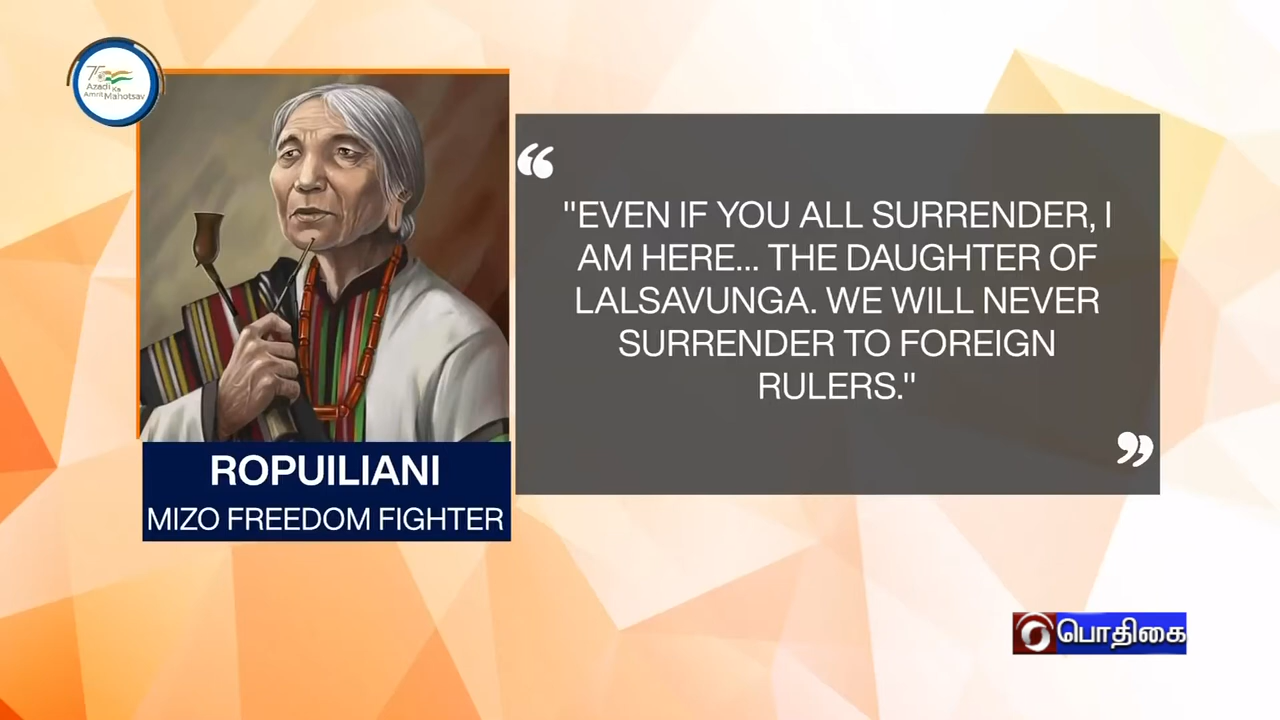 75
Azadi Ka
Amrit Mahotsav
"EVEN IF YOU ALL SURRENDER, I
AM HERE... THE DAUGHTER OF
LALSAVUNGA. WE WILL NEVER
SURRENDER TO FOREIGN
RULERS."
ROPUILIANI
MIZO FREEDOM FIGHTER
பொதிகை